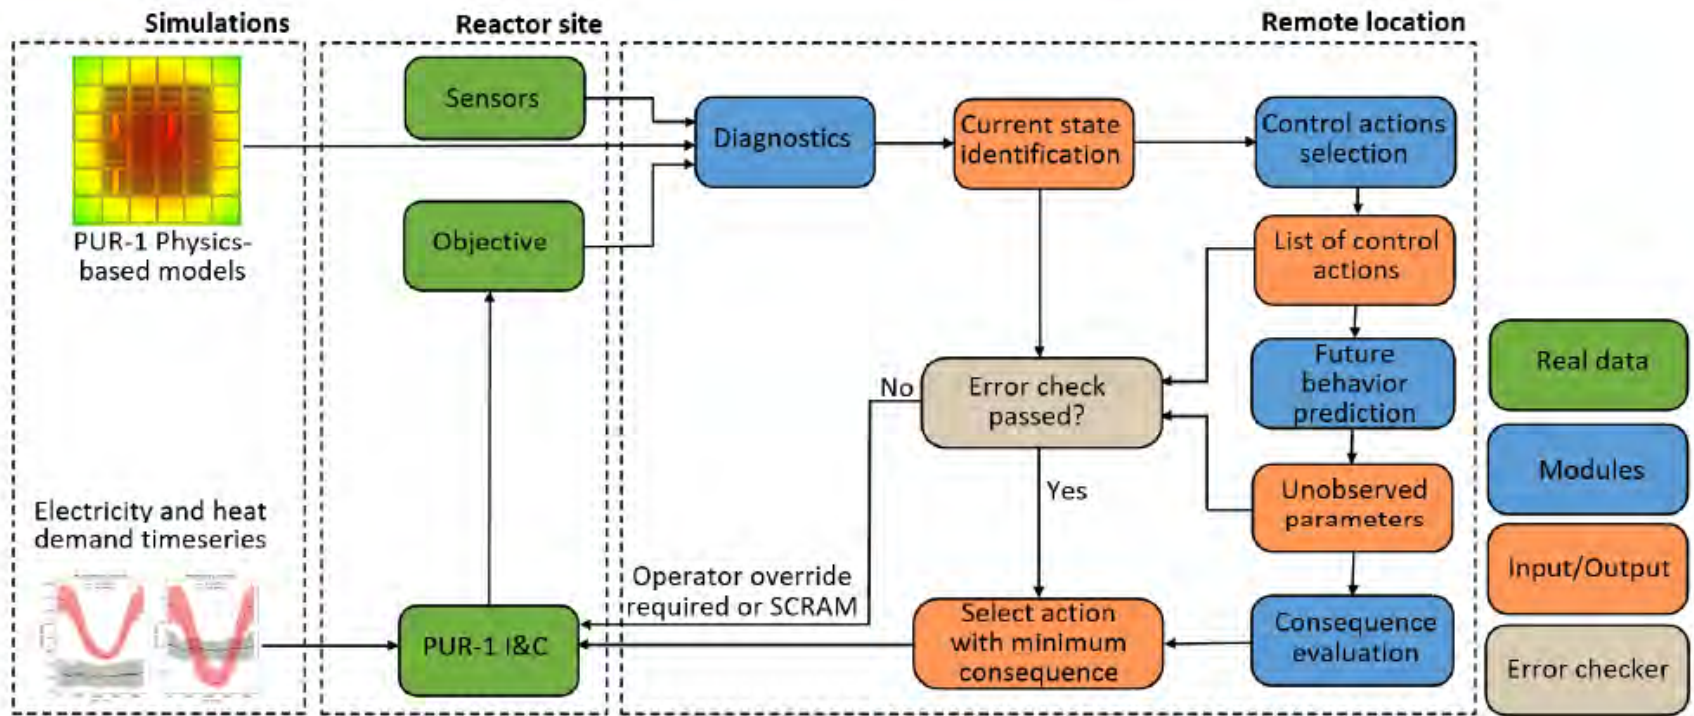 Simulations
Reactor site
Remote location
PUR-1 Physics-
based models
Electricity and heat
demand timeseries
Sensors
Objective
PUR-1 I&C
Diagnostics
Current state
identification
Control actions
selection
List of control
actions
Future
behavior
prediction
Unobserved
parameters
Consequence
evaluation
Error check
passed?
No
Yes
Operator override
required or SCRAM
Select action
with minimum
consequence
Real data
Modules
Input/Output
Error checker